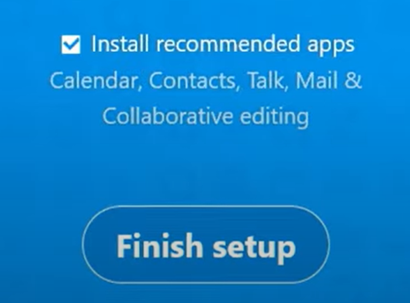 Install recommended apps
Calendar, Contacts, Talk, Mail &
Collaborative editing
Finish setup